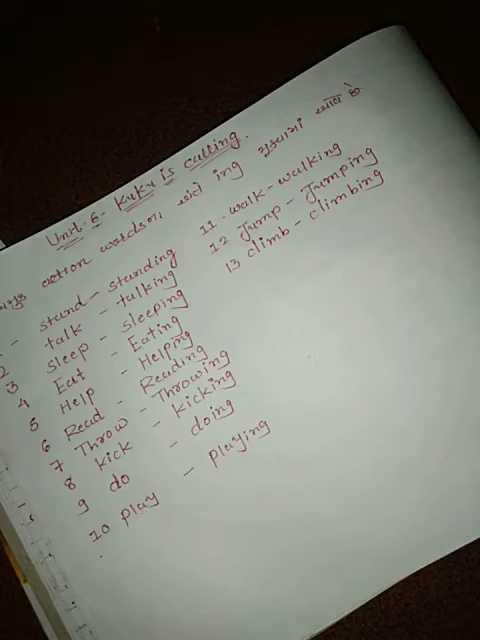 Unit-6- Kuku is calling.
action words ing
stand - standing
2 talk - talking
3 sleep - sleeping
4 Eat - Eating
5 Help - Helping
6 Read - Reading
7 Throw - Throwing
8 kick - kicking
9 do - doing
10 play - playing
11 - walk - walking
12 Jump - Jumping
13 climb - climbing